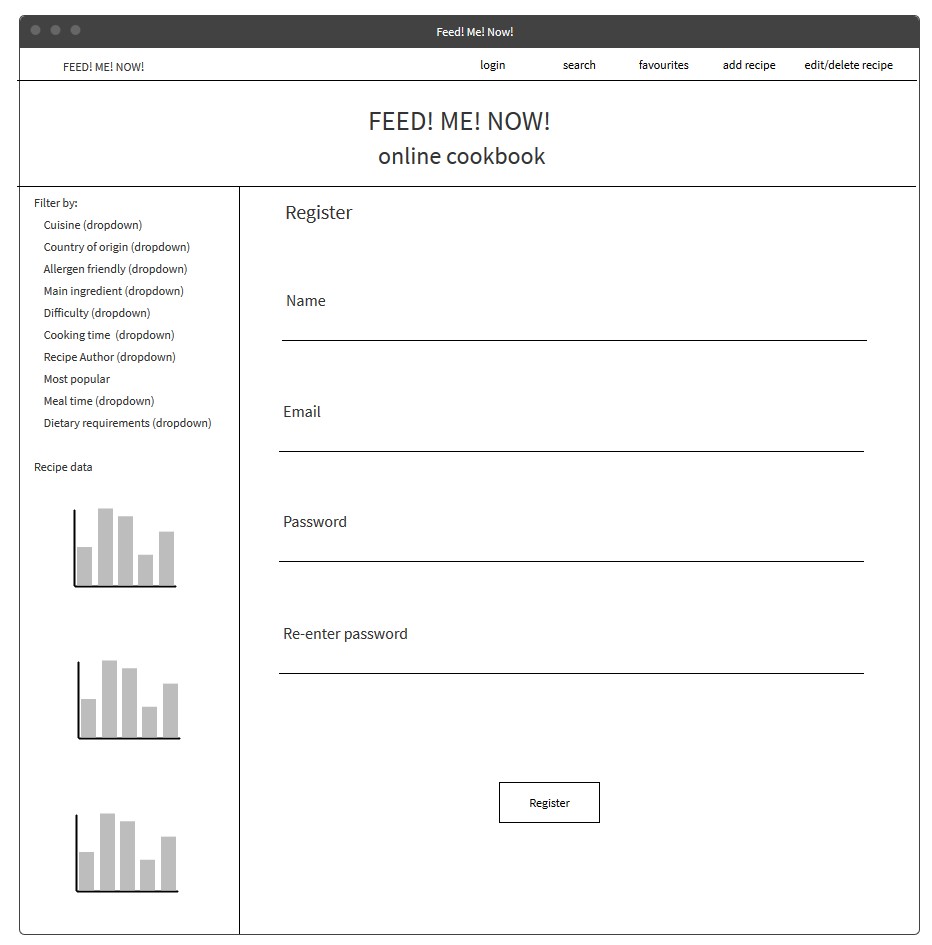 Feed! Me! Now!
FEED! ME! NOW!
login
search
favourites
add recipe
edit/delete recipe
FEED! ME! NOW!
online cookbook
Filter by:
Cuisine (dropdown)
Country of origin (dropdown)
Allergen friendly (dropdown)
Main ingredient (dropdown)
Difficulty (dropdown)
Cooking time  (dropdown)
Recipe Author (dropdown)
Most popular
Meal time (dropdown)
Dietary requirements (dropdown)
Recipe data
Register
Name
Email
Password
Re-enter password
Register